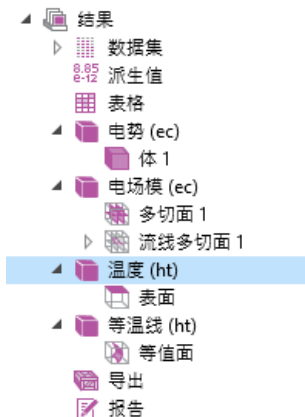 结果
数据集
8.85
e-12 派生值
表格
电势 (ec)
体 1
电场模 (ec)
多切面 1
流线多切面 1
温度 (ht)
表面
等温线 (ht)
等值面
导出
报告